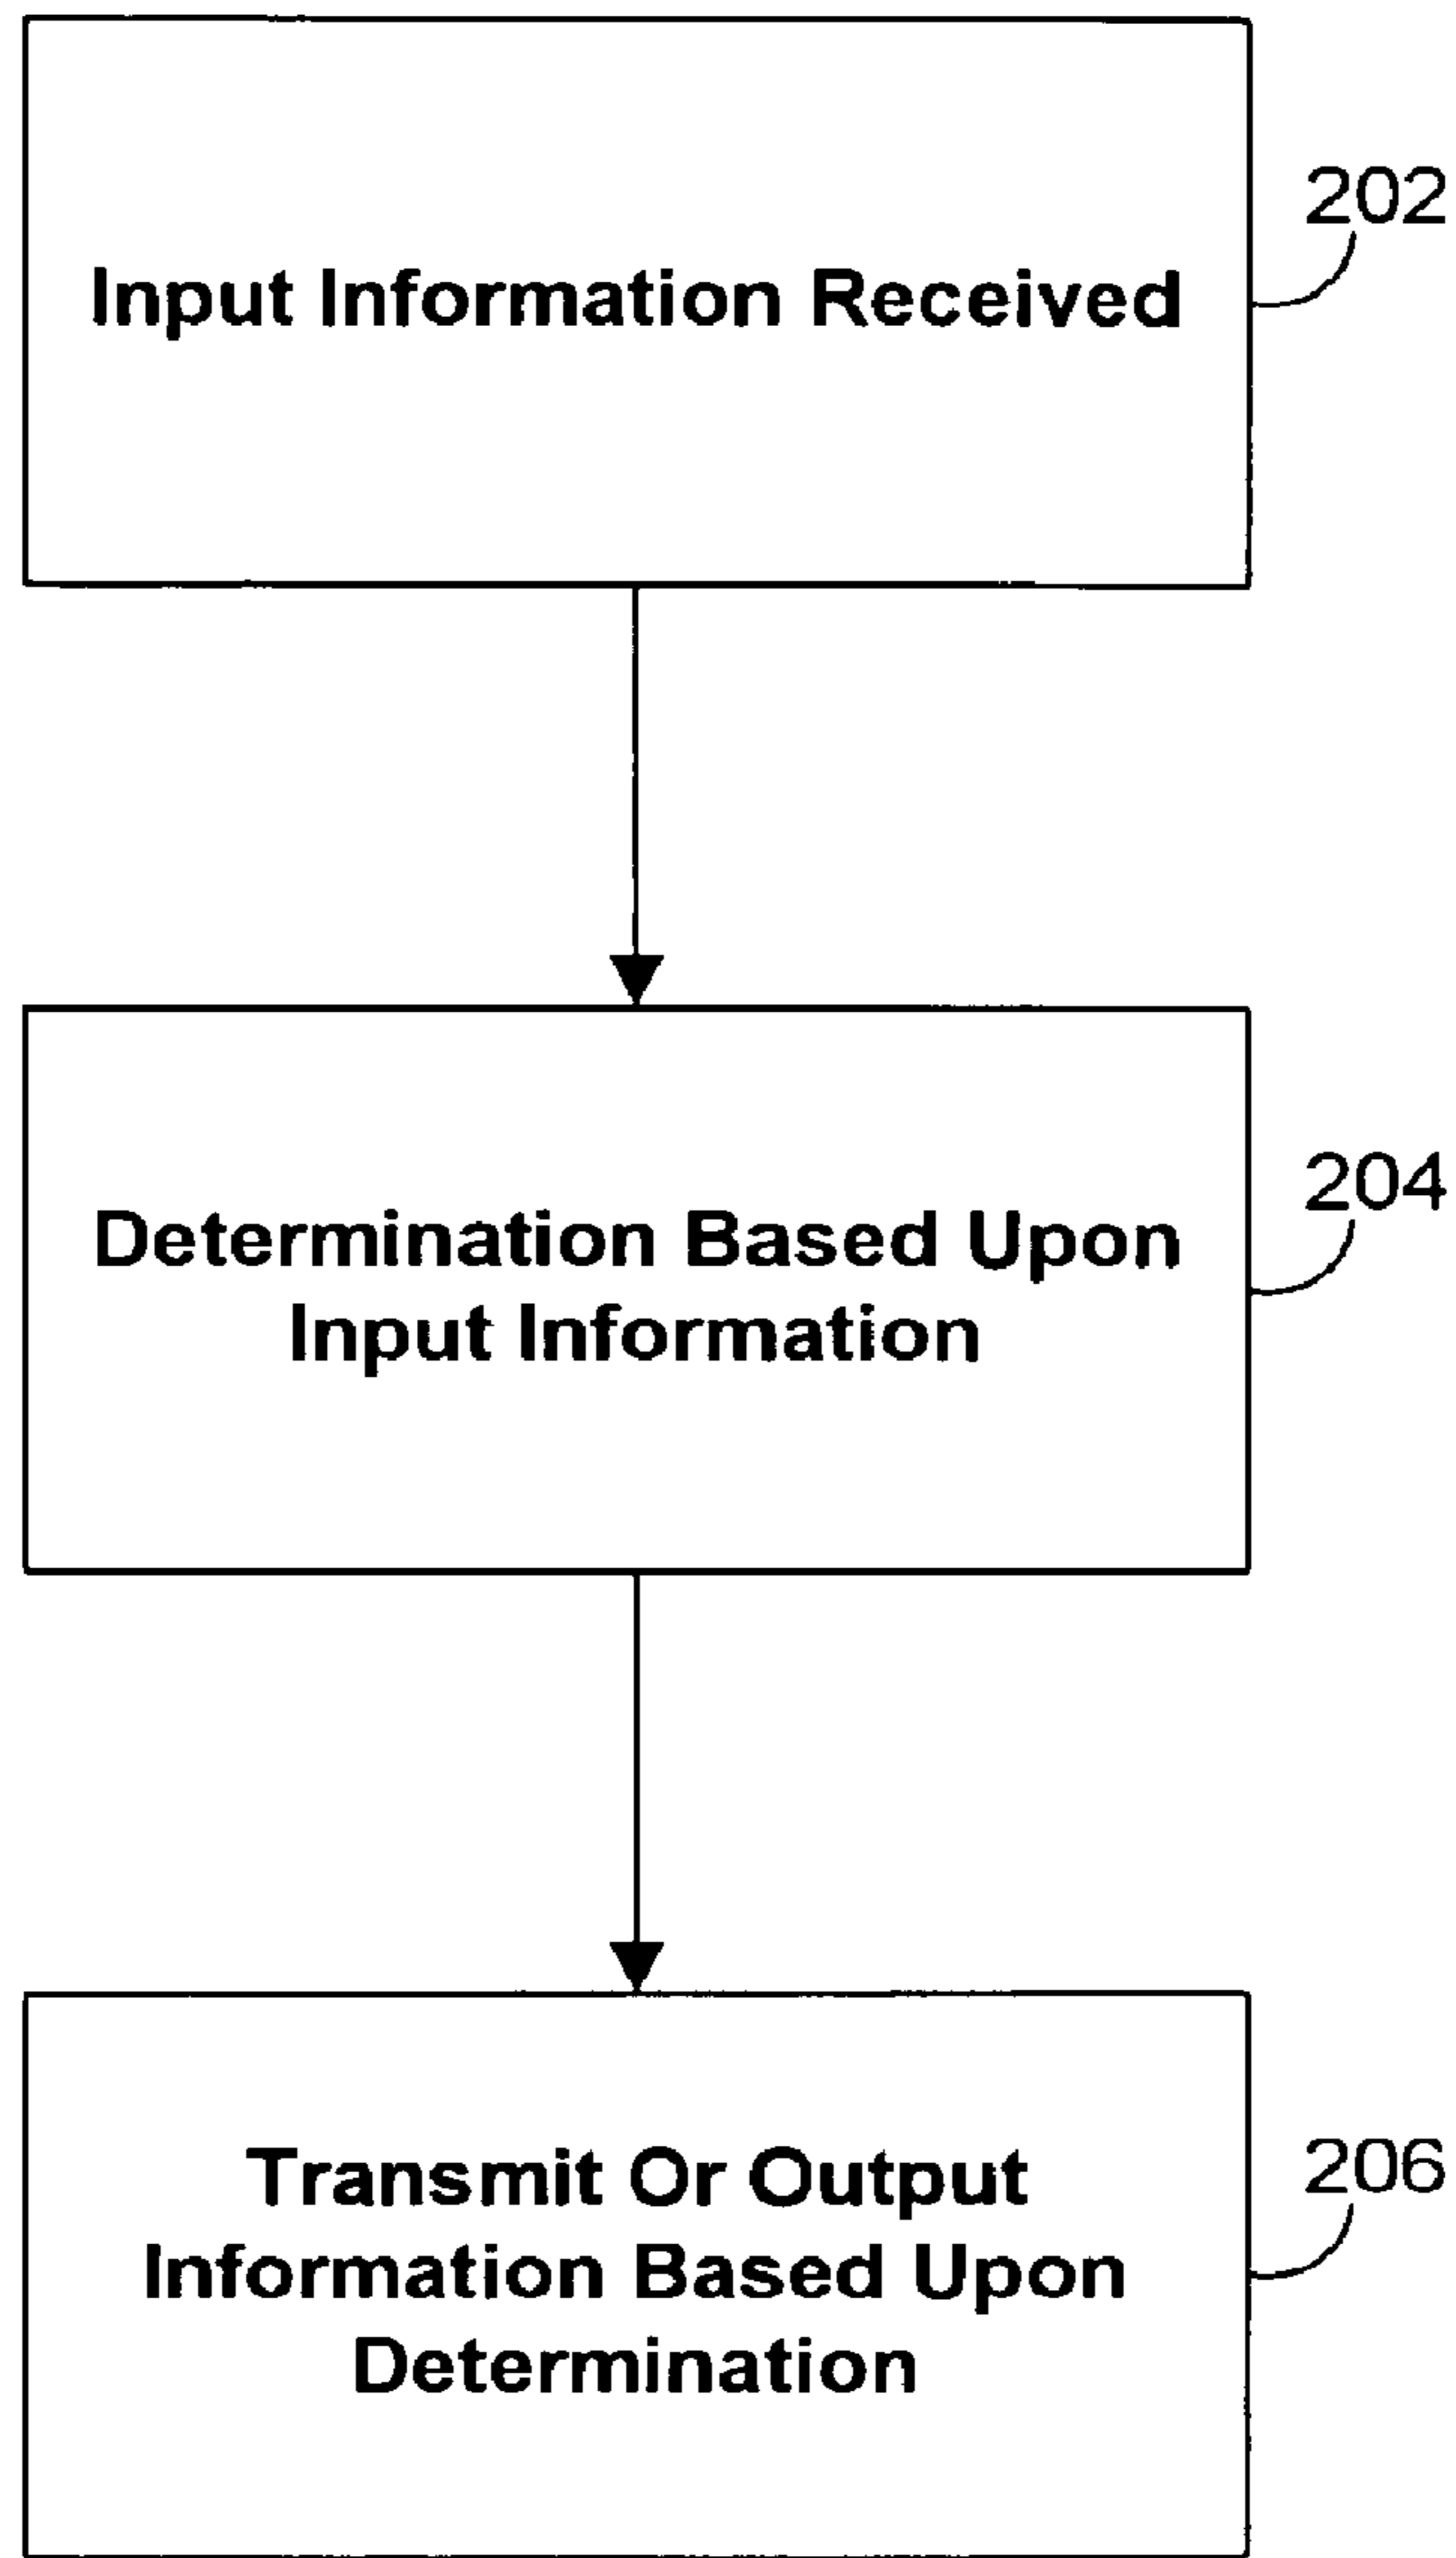 Input Information Received
202
Determination Based Upon
Input Information
204
Transmit Or Output
Information Based Upon
Determination
206